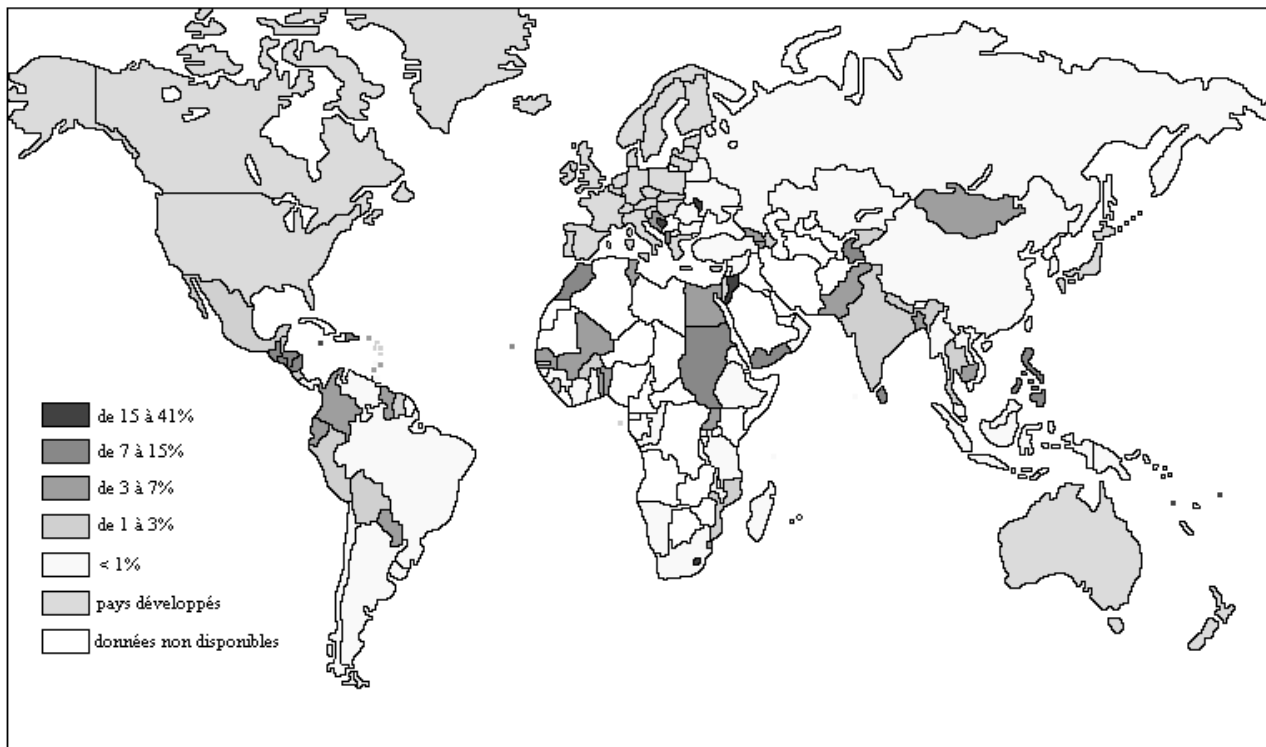 de 15 à 41%
de 7 à 15%
de 3 à 7%
de 1 à 3%
< 1%
pays développés
données non disponibles